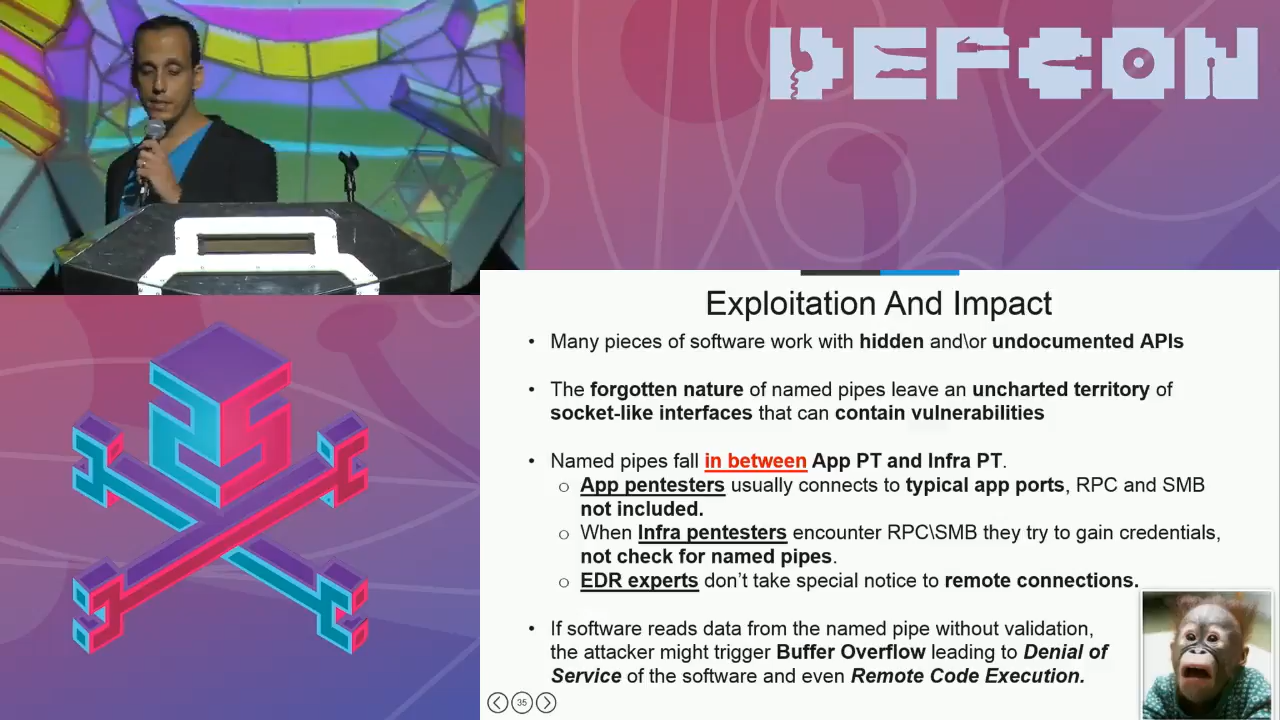 DEFCON
Exploitation And Impact
• Many pieces of software work with hidden and\or undocumented APIs
• The forgotten nature of named pipes leave an uncharted territory of
socket-like interfaces that can contain vulnerabilities
• Named pipes fall in between App PT and Infra PT.
o App pentesters usually connects to typical app ports, RPC and SMB
not included.
o When Infra pentesters encounter RPC\SMB they try to gain credentials,
not check for named pipes.
o EDR experts don’t take special notice to remote connections.
• If software reads data from the named pipe without validation,
the attacker might trigger Buffer Overflow leading to Denial of
Service of the software and even Remote Code Execution.
35